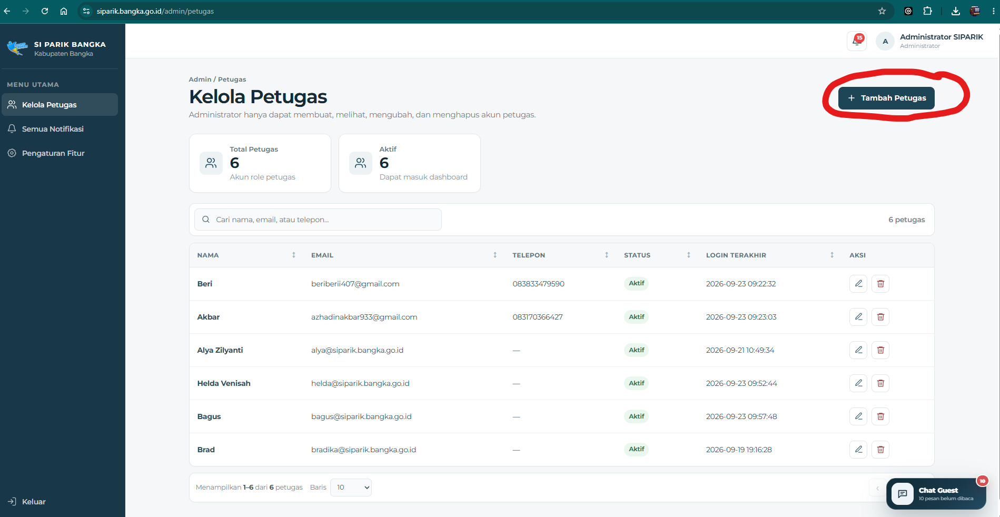 siparik.bangka.go.id/admin/petugas
SI PARIK BANGKA
Kabupaten Bangka
15
A
Administrator SIPARIK
Administrator
MENU UTAMA
Kelola Petugas
Semua Notifikasi
Pengaturan Fitur
Keluar
Admin / Petugas
Kelola Petugas
Administrator hanya dapat membuat, melihat, mengubah, dan menghapus akun petugas.
+ Tambah Petugas
Total Petugas
6
Akun role petugas
Aktif
6
Dapat masuk dashboard
Cari nama, email, atau telepon...
6 petugas
NAMA EMAIL TELEPON STATUS LOGIN TERAKHIR AKSI
Beri beriberii407@gmail.com 083833479590 Aktif 2026-09-23 09:22:32
Akbar azhadinakbar933@gmail.com 083170366427 Aktif 2026-09-23 09:23:03
Alya Zilyanti alya@siparik.bangka.go.id — Aktif 2026-09-21 10:49:34
Helda Venisah helda@siparik.bangka.go.id — Aktif 2026-09-23 09:52:44
Bagus bagus@siparik.bangka.go.id — Aktif 2026-09-23 09:57:48
Brad bradika@siparik.bangka.go.id — Aktif 2026-09-19 19:16:28
Menampilkan 1–6 dari 6 petugas Baris 10
10
Chat Guest
10 pesan belum dibaca